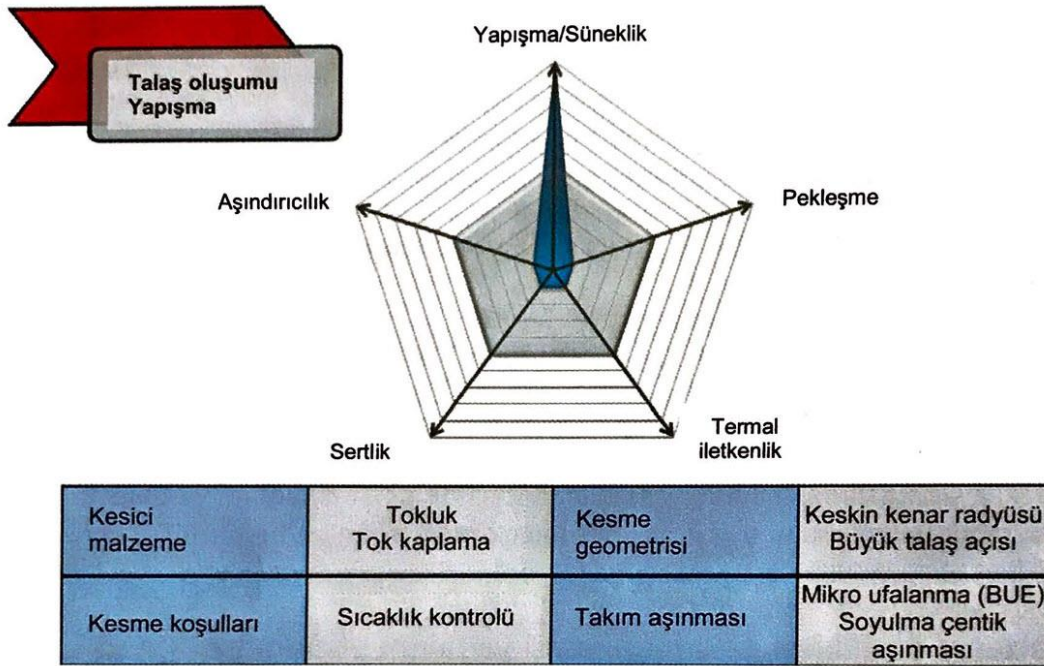 Talaş oluşumu
Yapışma
Yapışma/Süneklik
Aşındırıcılık
Pekleşme
Sertlik
Termal
iletkenlik
Kesici
malzeme
Tokluk
Tok kaplama
Kesme
geometrisi
Keskin kenar radyüsü
Büyük talaş açısı
Kesme koşulları
Sıcaklık kontrolü
Takım aşınması
Mikro ufalanma (BUE)
Soyulma çentik
aşınması